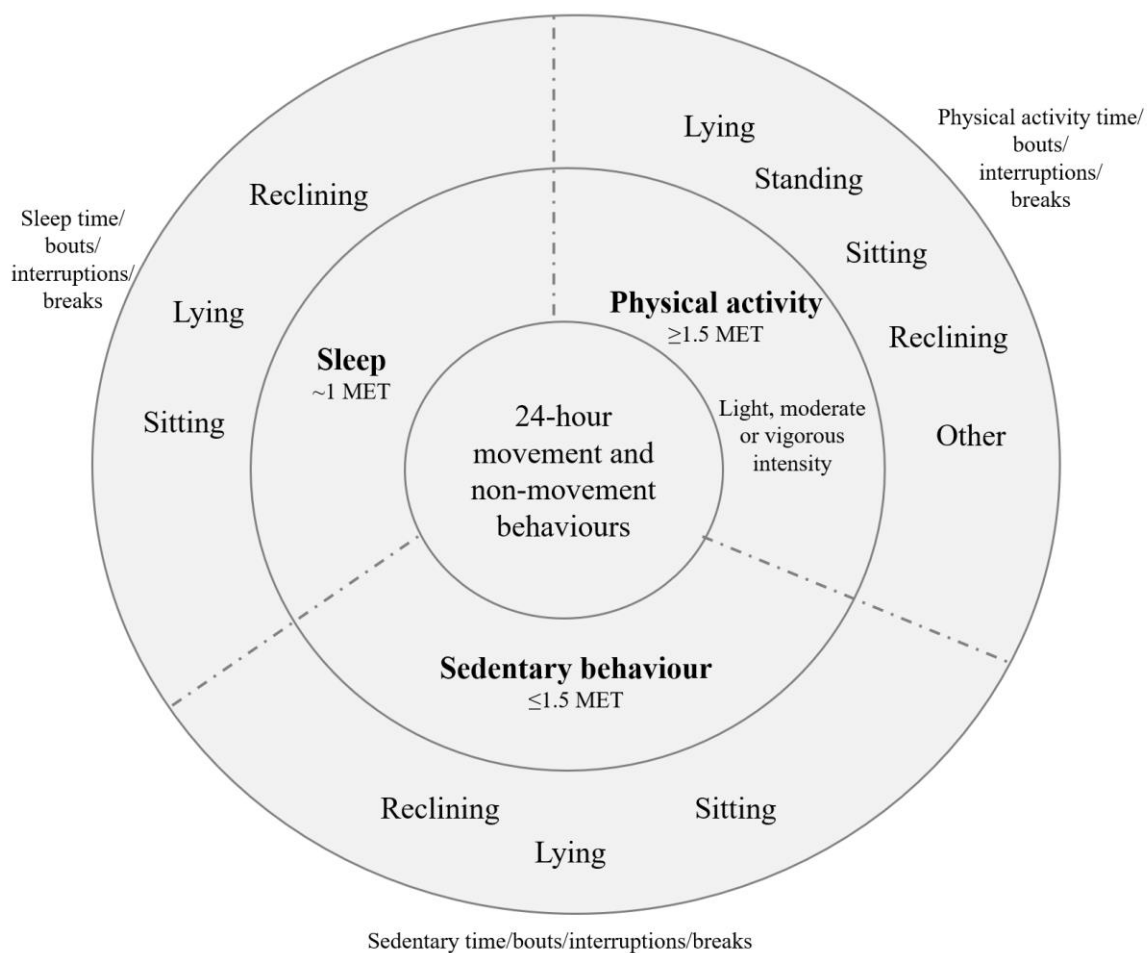 Lying
Physical activity time/
bouts/
interruptions/
breaks
Standing
Reclining
Sleep time/
bouts/
interruptions/
breaks
Sitting
Physical activity
≥1.5 MET
Lying
Reclining
Sleep
~1 MET
Light, moderate
or vigorous
intensity
Sitting
Other
24-hour
movement and
non-movement
behaviours
Sedentary behaviour
≤1.5 MET
Reclining
Sitting
Lying
Sedentary time/bouts/interruptions/breaks